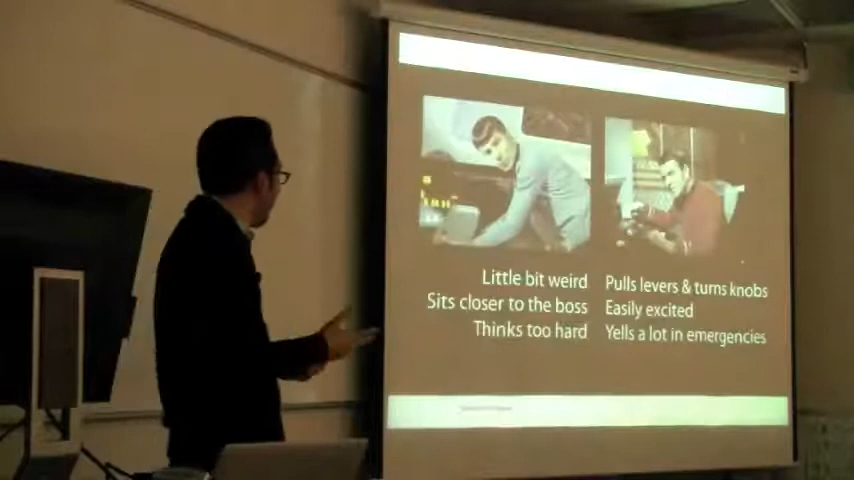 Little bit weird
Sits closer to the boss
Thinks too hard
Pulls levers & turns knobs
Easily excited
Yells a lot in emergencies